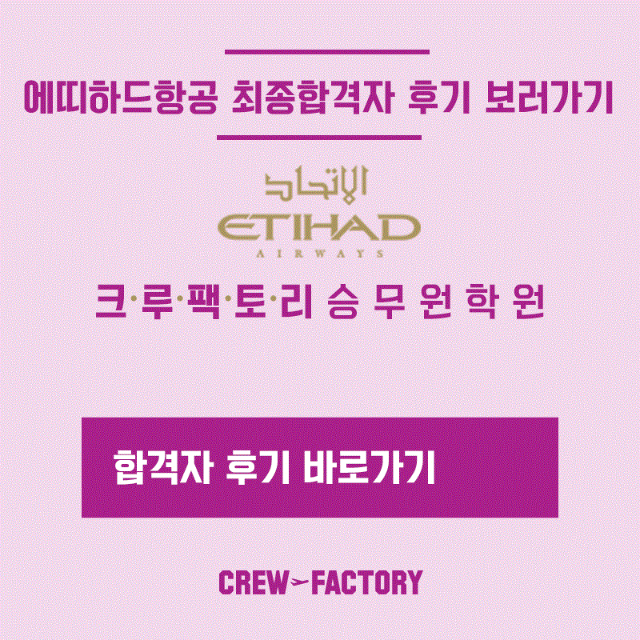 에띠하드항공 최종합격자 후기 보러가기
الإتحاد
ETIHAD
AIRWAYS
크·루·팩·토·리 승무원학원
합격자 후기 바로가기
CREW FACTORY